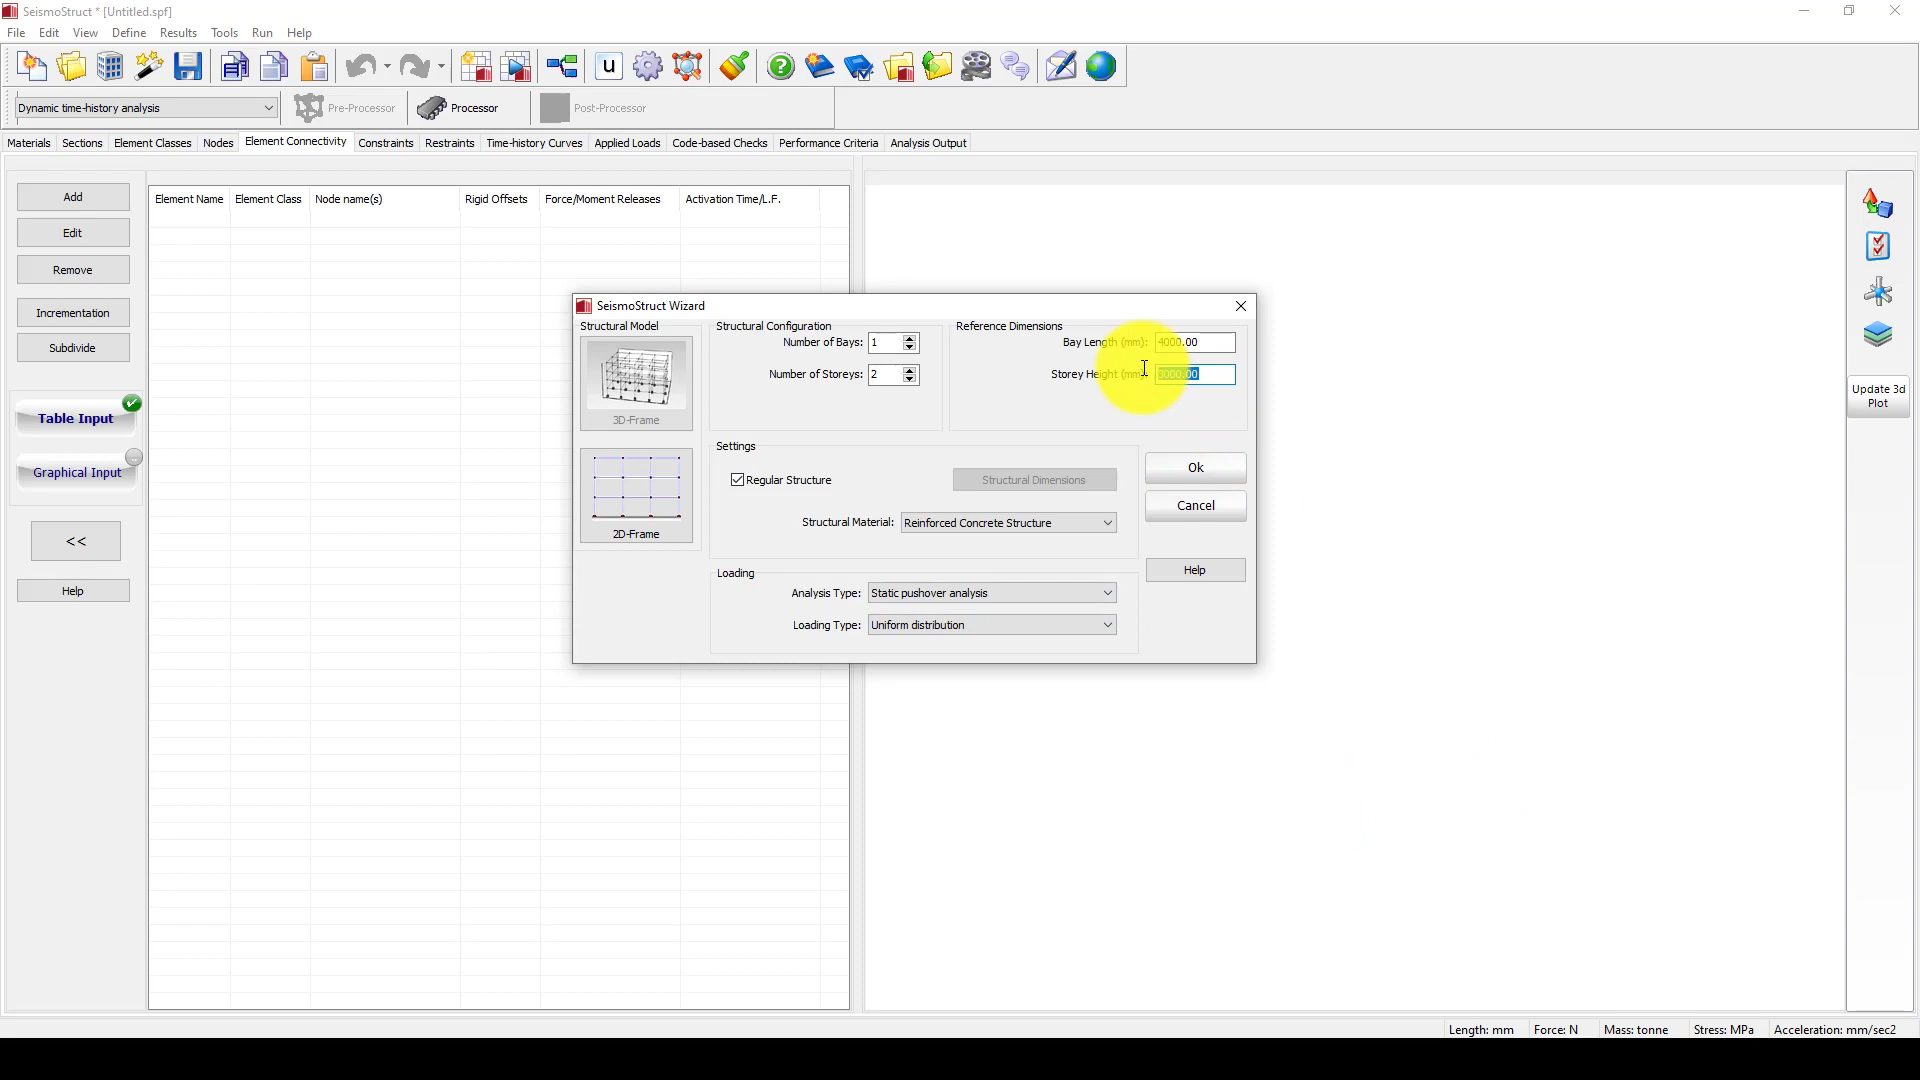 SeismoStruct * [Untitled.spf]
File Edit View Define Results Tools Run Help
u
Dynamic time-history analysis Pre-Processor Processor Post-Processor
Materials Sections Element Classes Nodes Element Connectivity Constraints Restraints Time-history Curves Applied Loads Code-based Checks Performance Criteria Analysis Output
Add
Edit
Remove
Incrementation
Subdivide
Table Input
Graphical Input
<<
Help
Element Name Element Class Node name(s) Rigid Offsets Force/Moment Releases Activation Time/L.F.
SeismoStruct Wizard
Structural Model
3D-Frame
2D-Frame
Structural Configuration
Number of Bays: 1
Number of Storeys: 2
Reference Dimensions
Bay Length (mm): 4000.00
Storey Height (mm): 3000.00
Settings
Regular Structure
Structural Dimensions
Structural Material: Reinforced Concrete Structure
Ok
Cancel
Help
Loading
Analysis Type: Static pushover analysis
Loading Type: Uniform distribution
Update 3d
Plot
Length: mm Force: N Mass: tonne Stress: MPa Acceleration: mm/sec2